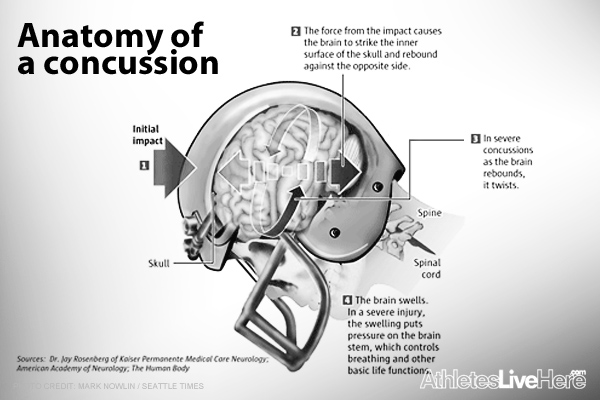 Anatomy of
a concussion
2 The force from the impact causes
the brain to strike the inner
surface of the skull and rebound
against the opposite side.
Initial
impact
1
3 In severe
concussions
as the brain
rebounds,
it twists.
Spine
Spinal
cord
Skull
4 The brain swells.
In a severe injury,
the swelling puts
pressure on the brain
stem, which controls
breathing and other
basic life functions.
Sources: Dr. Jay Rosenberg of Kaiser Permanente Medical Care Neurology;
American Academy of Neurology; The Human Body
CREDIT: MARK NOWLIN / SEATTLE TIMES
AthletesLiveHere.com